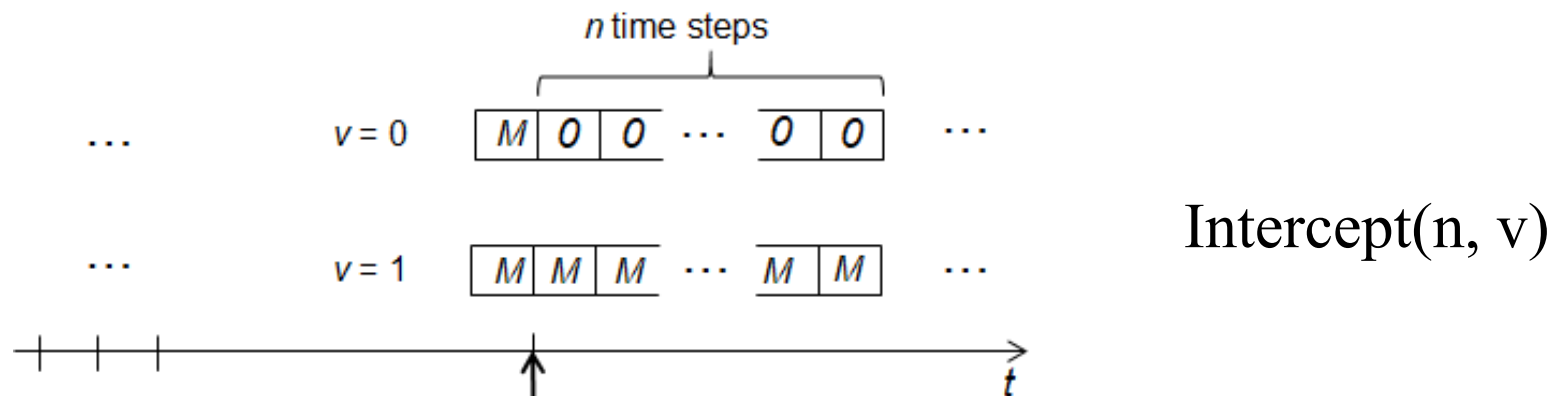 n time steps
... v = 0 M 0 0 ... 0 0 ...
Intercept(n, v)
... v = 1 M M M ... M M ...
t